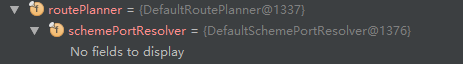 routePlanner = {DefaultRoutePlanner@1337}
schemePortResolver = {DefaultSchemePortResolver@1376}
No fields to display